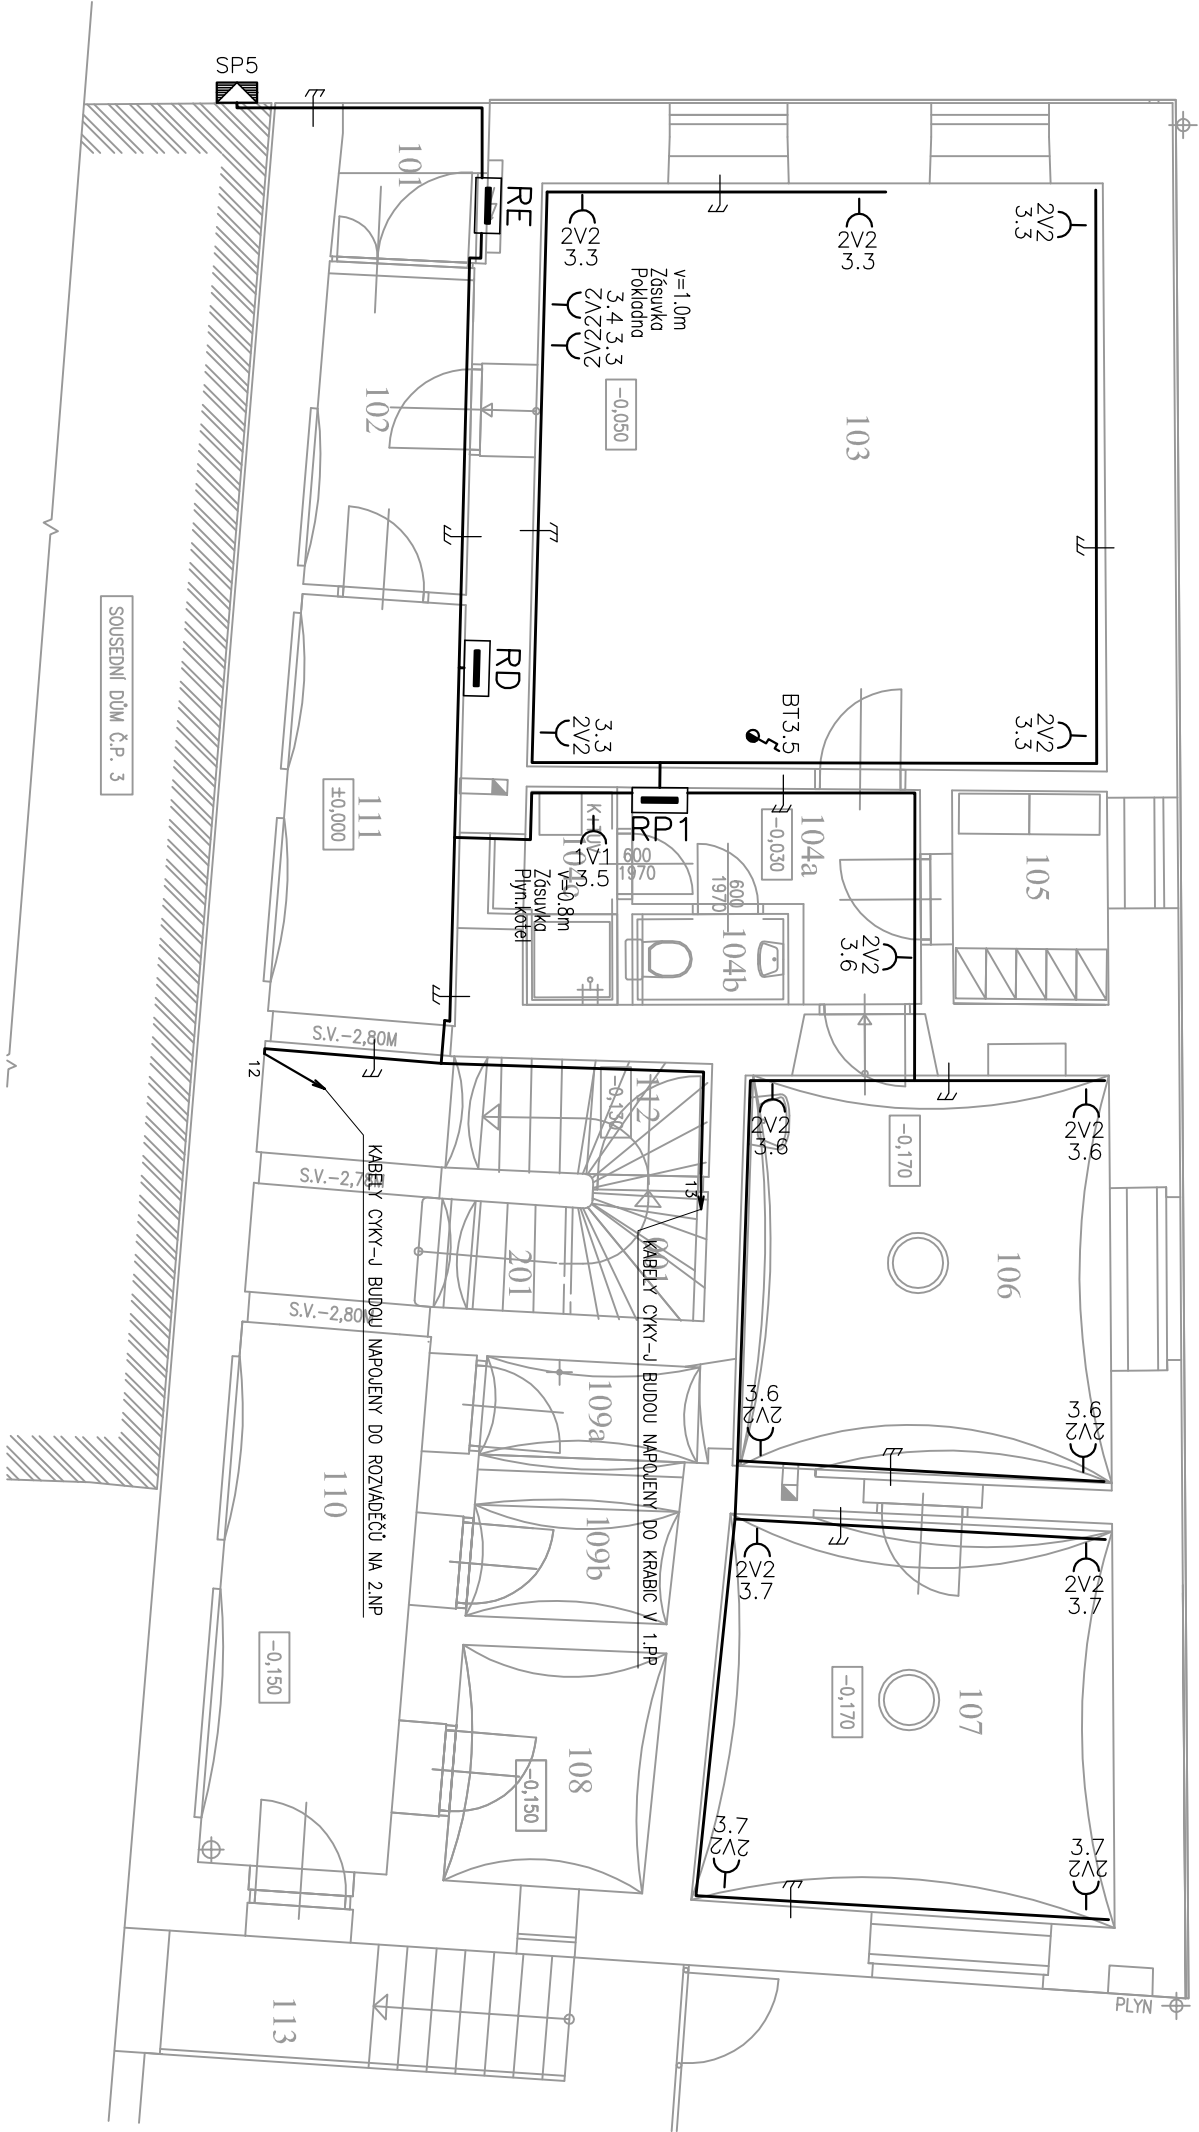 SP5
RE
101
2V2
3.3
2V2
3.3
2V2
3.3
v=1.0m
Zásuvka
Pokladna
3.4
2V2
3.3
2V2
-0,050
102
103
SOUSEDNÍ DŮM Č.P. 3
RD
3.3
2V2
BT3.5
2V2
3.3
111
±0,000
RP1
1V1
3.5
v=0.8m
Zásuvka
Plyn.kotel
600
1970
600
1970
-0,030
104a
104b
105
2V2
3.6
S.V.-2,80M
12
112
-0,130
13
2V2
3.6
-0,170
2V2
3.6
106
KABELY CYKY-J BUDOU NAPOJENY DO ROZVÁDĚČŮ NA 2.NP
KABELY CYKY-J BUDOU NAPOJENY DO KRABIC V 1.PP
201
S.V.-2,80M
109a
3.6
2V2
3.6
2V2
110
109b
2V2
3.7
2V2
3.7
-0,150
108
-0,150
-0,170
107
3.7
2V2
3.7
2V2
113
PLYN